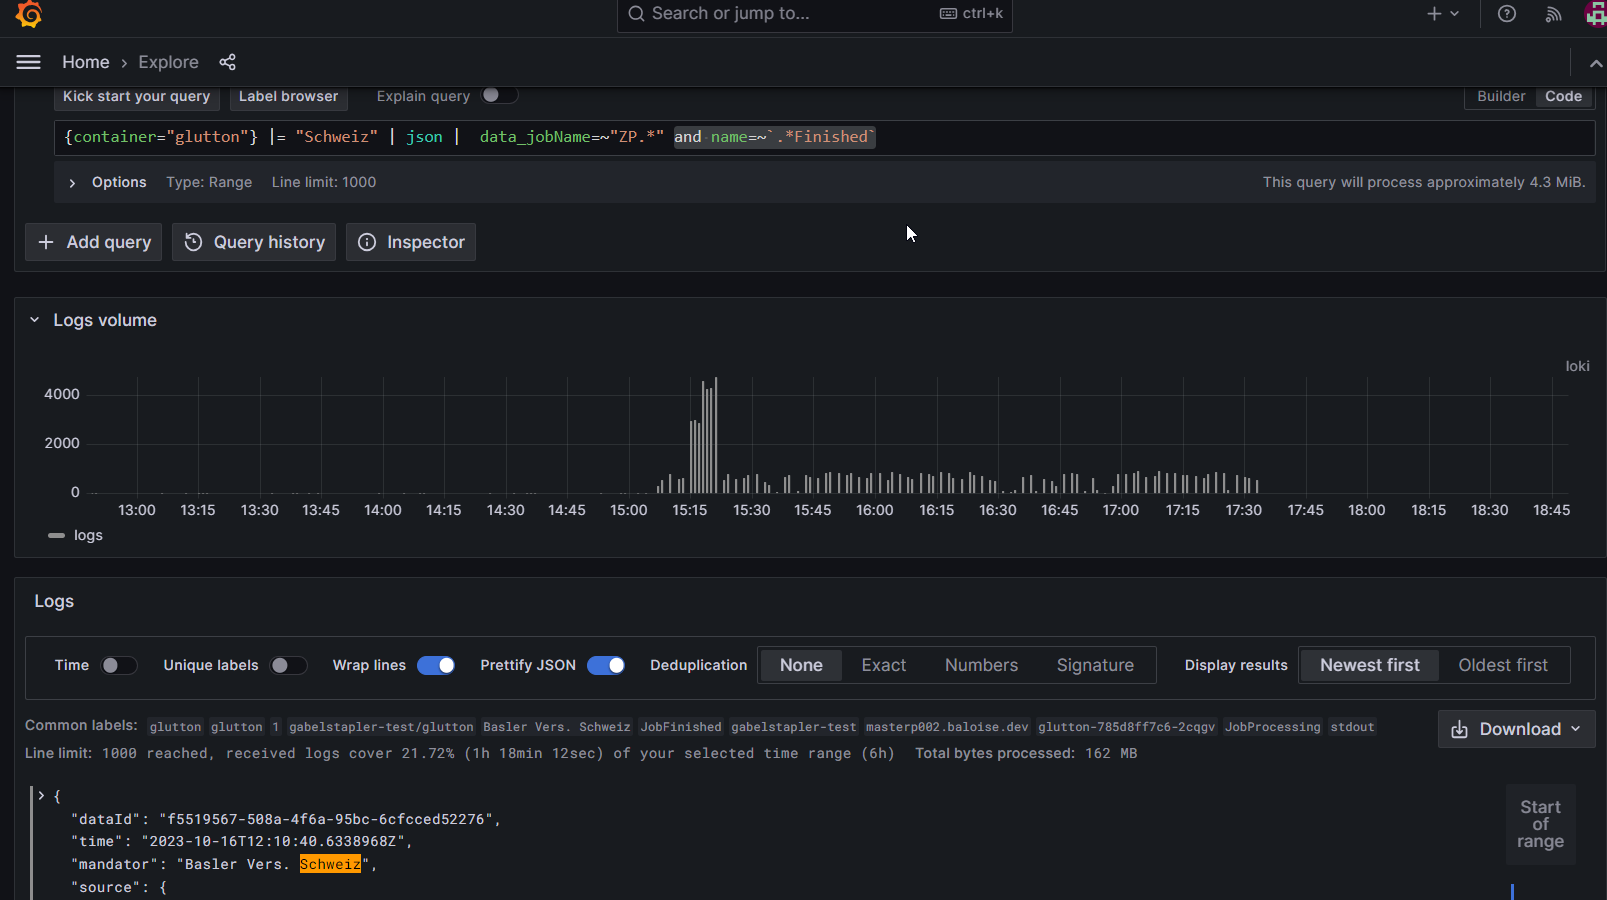 Search or jump to... ctrl+k
Home › Explore
Kick start your query Label browser Explain query Builder Code
{container="glutton"} |= "Schweiz" | json | data_jobName=~"ZP.*" and name=~`.*Finished`
Options Type: Range Line limit: 1000 This query will process approximately 4.3 MiB.
+ Add query Query history Inspector
Logs volume
loki
4000
2000
0
13:00 13:15 13:30 13:45 14:00 14:15 14:30 14:45 15:00 15:15 15:30 15:45 16:00 16:15 16:30 16:45 17:00 17:15 17:30 17:45 18:00 18:15 18:30 18:45
logs
Logs
Time Unique labels Wrap lines Prettify JSON Deduplication None Exact Numbers Signature Display results Newest first Oldest first
Common labels: glutton glutton 1 gabelstapler-test/glutton Basler Vers. Schweiz JobFinished gabelstapler-test masterp002.baloise.dev glutton-785d8ff7c6-2cqgv JobProcessing stdout
Download
Line limit: 1000 reached, received logs cover 21.72% (1h 18min 12sec) of your selected time range (6h) Total bytes processed: 162 MB
> {
"dataId": "f5519567-508a-4f6a-95bc-6cfcced52276",
"time": "2023-10-16T12:10:40.6338968Z",
"mandator": "Basler Vers. Schweiz",
"source": {
Start
of
range